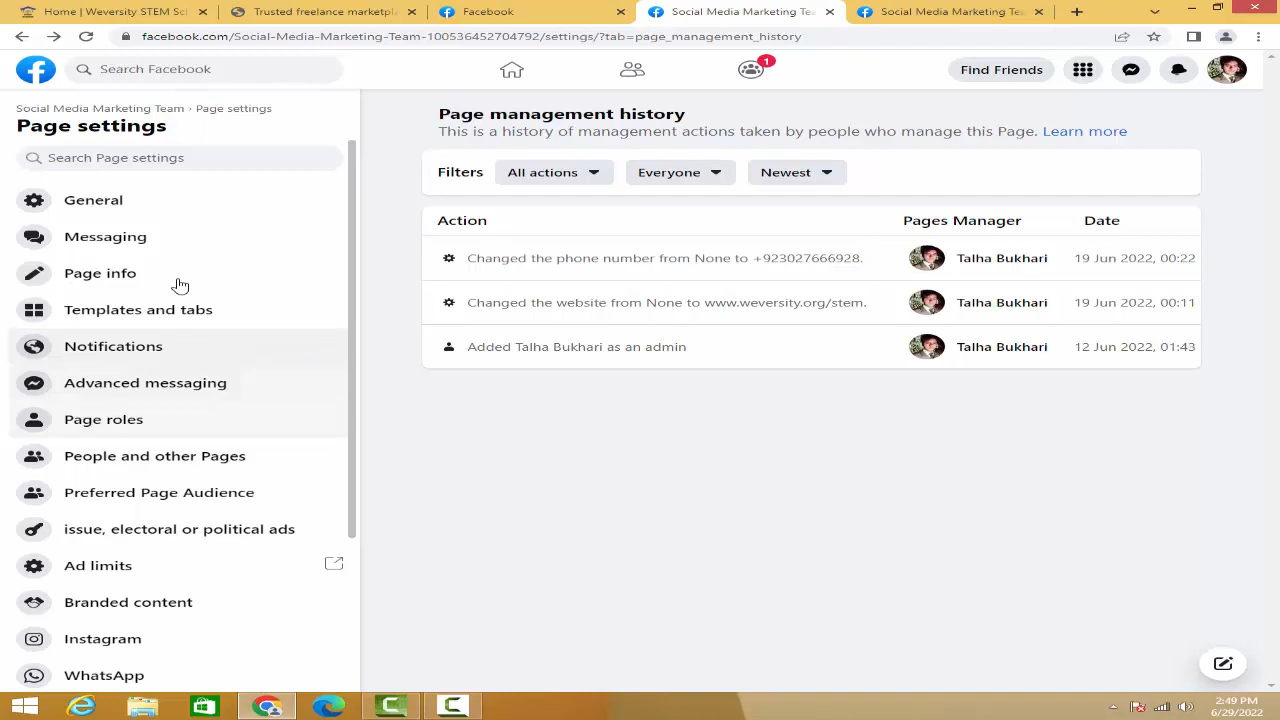 Home | Weversity STEM Sch
Trusted freelance marketpla
Facebook
Social Media Marketing Tea
Social Media Marketing Tea
facebook.com/Social-Media-Marketing-Team-100536452704792/settings/?tab=page_management_history
Search Facebook
1
Find Friends
Social Media Marketing Team › Page settings
Page settings
Search Page settings
General
Messaging
Page info
Templates and tabs
Notifications
Advanced messaging
Page roles
People and other Pages
Preferred Page Audience
issue, electoral or political ads
Ad limits
Branded content
Instagram
WhatsApp
Page management history
This is a history of management actions taken by people who manage this Page. Learn more
Filters All actions Everyone Newest
Action Pages Manager Date
Changed the phone number from None to +923027666928. Talha Bukhari 19 Jun 2022, 00:22
Changed the website from None to www.weversity.org/stem. Talha Bukhari 19 Jun 2022, 00:11
Added Talha Bukhari as an admin Talha Bukhari 12 Jun 2022, 01:43
2:49 PM
6/29/2022